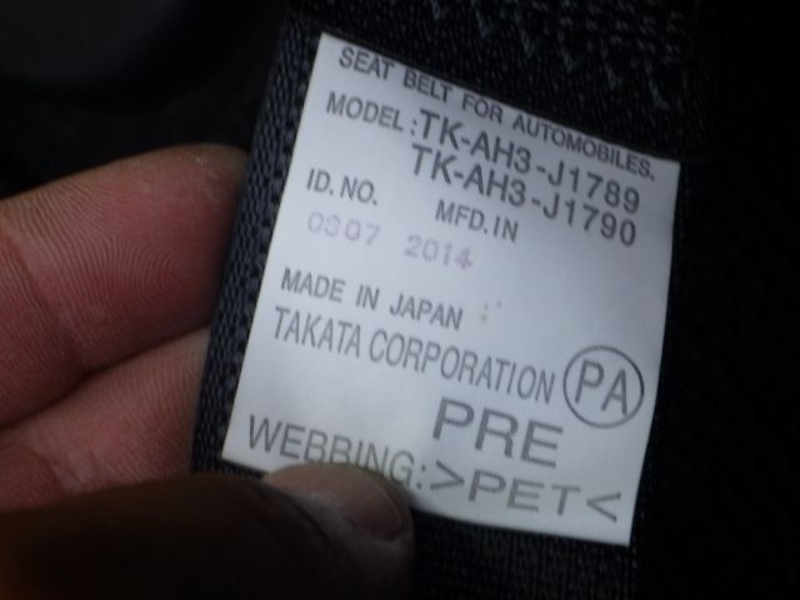 SEAT BELT FOR AUTOMOBILES.
MODEL:TK-AH3-J1789
TK-AH3-J1790
ID.NO. MFD.IN
0307 2014
MADE IN JAPAN
TAKATA CORPORATION PA
PRE
WEBBING:>PET<